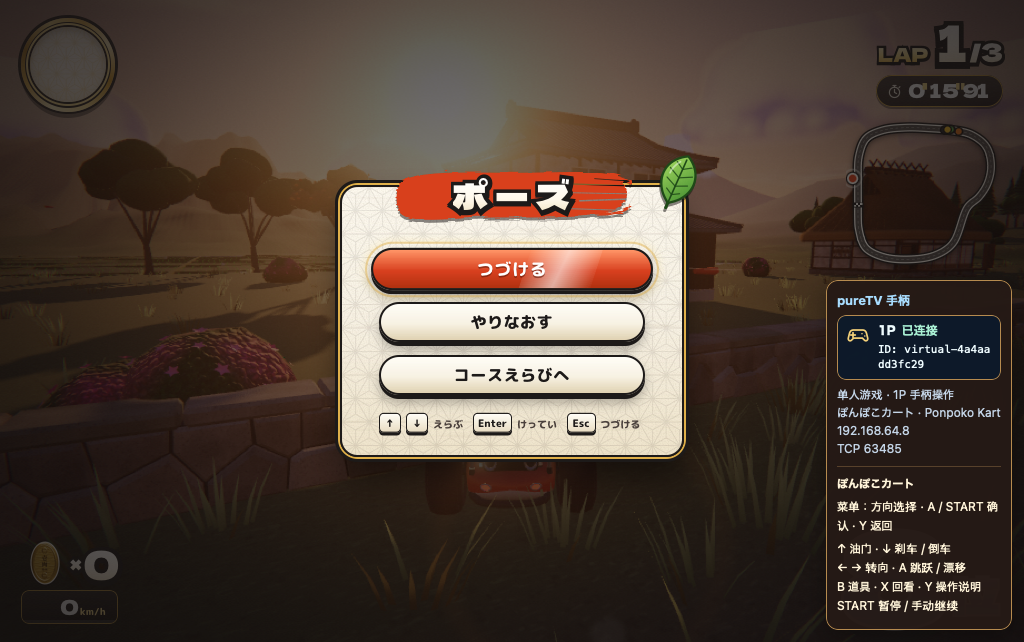 LAP 1/3
0'15"91
ポーズ
つづける
やりなおす
コースえらびへ
↑ ↓ えらぶ Enter けってい Esc つづける
pureTV 手柄
1P 已连接
ID: virtual-4a4aa
dd3fc29
单人游戏 · 1P 手柄操作
ぽんぽこカート · Ponpoko Kart
192.168.64.8
TCP 63485
ぽんぽこカート
菜单：方向选择 · A / START 确
认 · Y 返回
↑ 油门 · ↓ 刹车 / 倒车
← → 转向 · A 跳跃 / 漂移
B 道具 · X 回看 · Y 操作说明
START 暂停 / 手动继续
×0
0 km/h